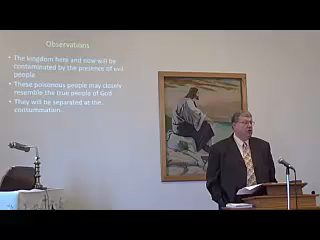 Observations
• The kingdom here and now will be
contaminated by the presence of evil
people
• These poisonous people may closely
resemble the true people of God
• They will be separated at the
consummation.